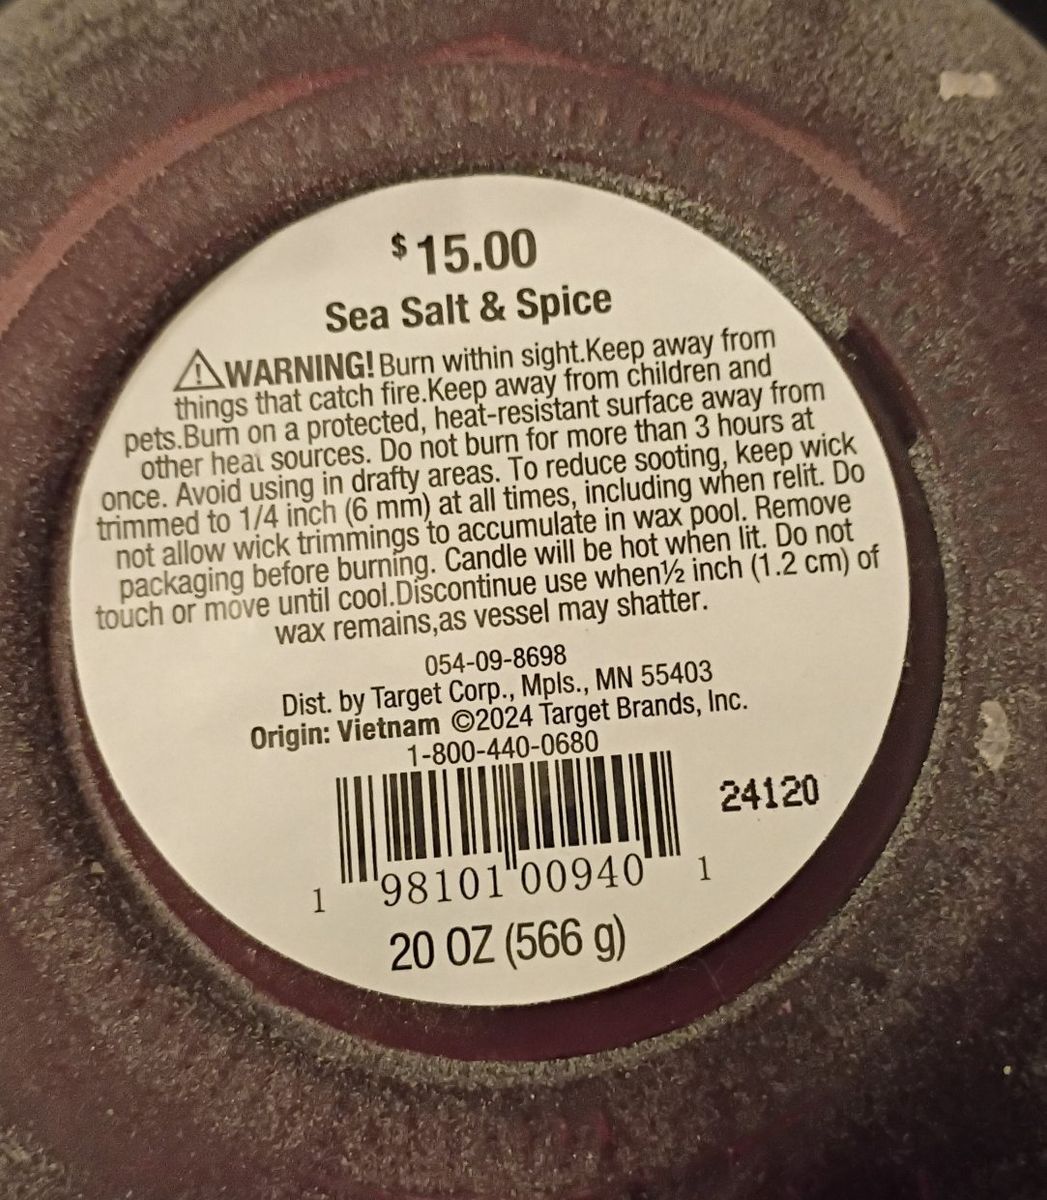 $15.00
Sea Salt & Spice
WARNING! Burn within sight.Keep away from
things that catch fire.Keep away from children and
pets.Burn on a protected, heat-resistant surface away from
other heat sources. Do not burn for more than 3 hours at
once. Avoid using in drafty areas. To reduce sooting, keep wick
trimmed to 1/4 inch (6 mm) at all times, including when relit. Do
not allow wick trimmings to accumulate in wax pool. Remove
packaging before burning. Candle will be hot when lit. Do not
touch or move until cool.Discontinue use when½ inch (1.2 cm) of
wax remains,as vessel may shatter.
054-09-8698
Dist. by Target Corp., Mpls., MN 55403
Origin: Vietnam ©2024 Target Brands, Inc.
1-800-440-0680
24120
1 98101 00940 1
20 OZ (566 g)